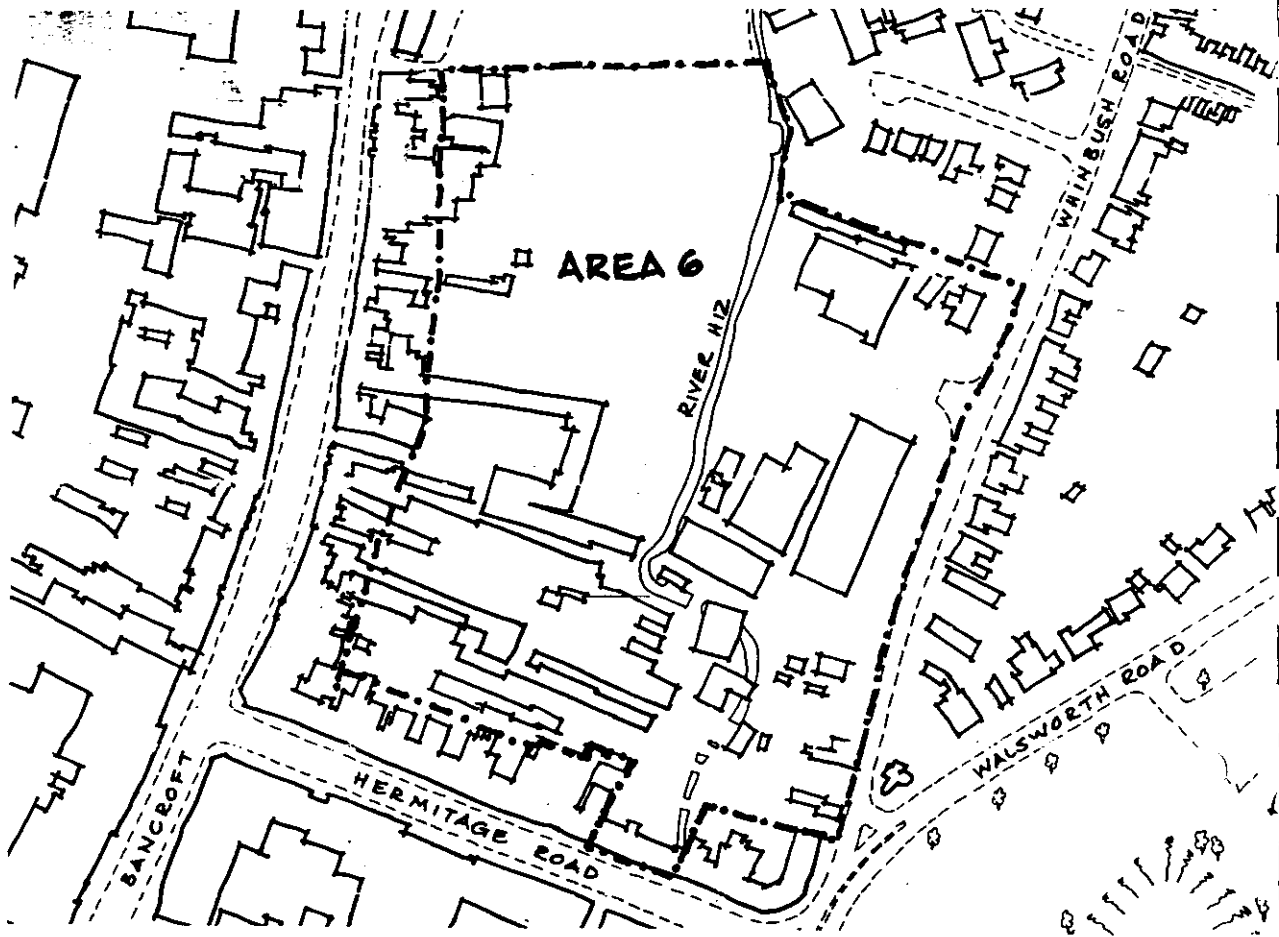 WHINBUSH ROAD
AREA 6
RIVER HIZ
WALSWORTH ROAD
HERMITAGE ROAD
BANCROFT